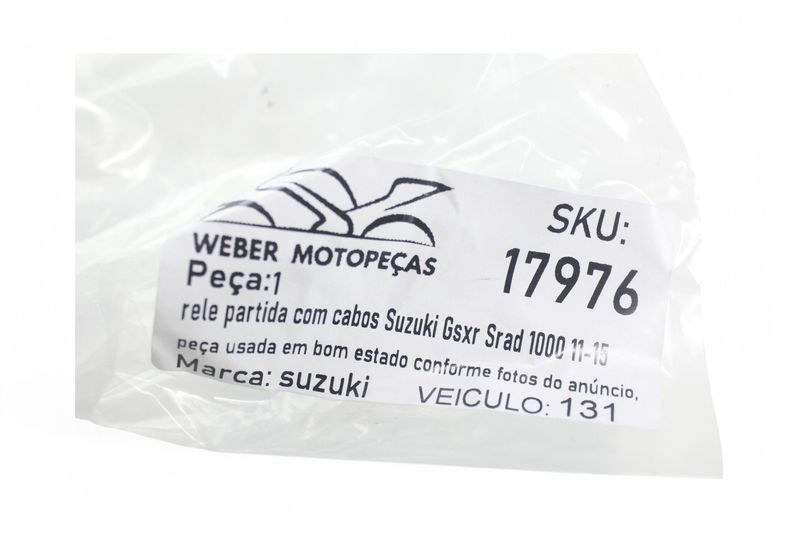 WEBER MOTOPEÇAS
SKU:
17976
Peça:1
rele partida com cabos Suzuki Gsxr Srad 1000 11-15
peça usada em bom estado conforme fotos do anúncio,
Marca: suzuki
VEICULO: 131